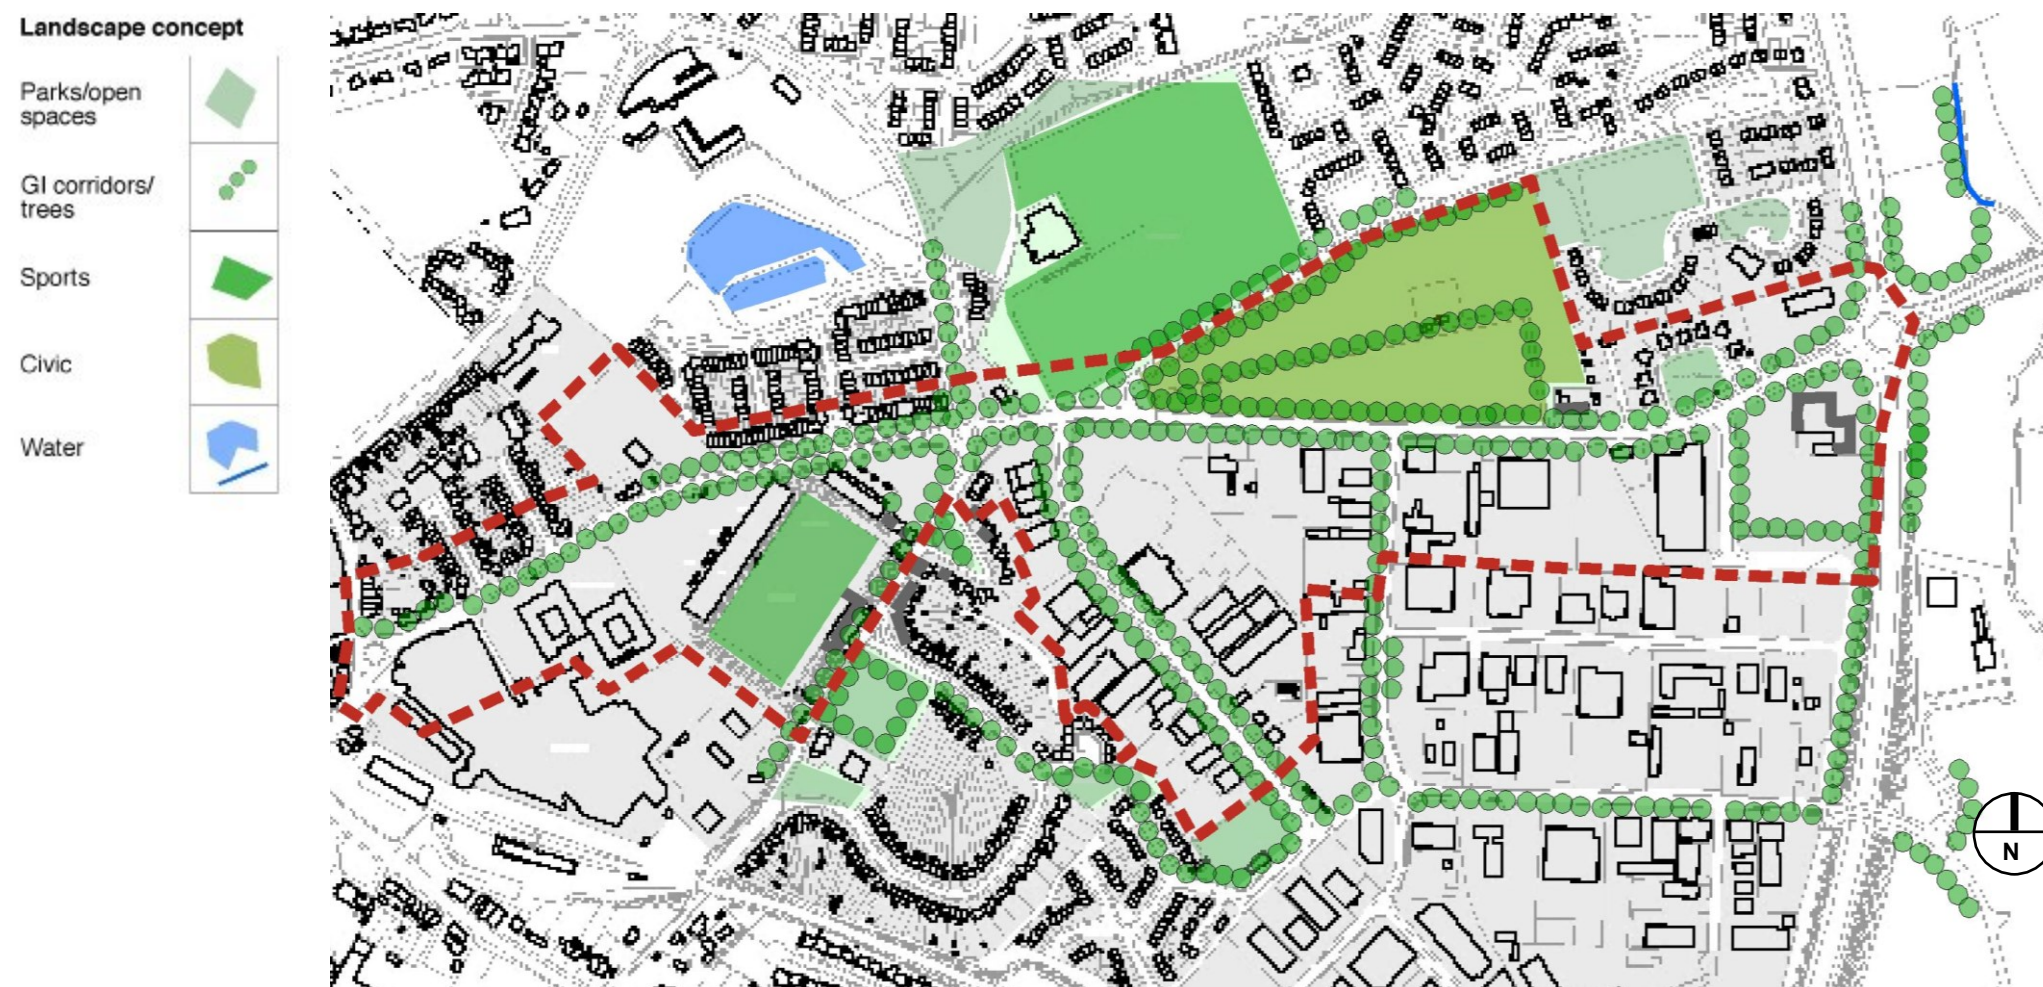 Landscape concept
Parks/open
spaces
GI corridors/
trees
Sports
Civic
Water
N